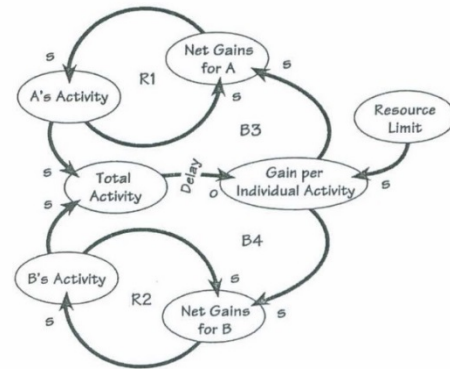 s
R1
Net Gains
for A
s
A's Activity
s
B3
Resource
Limit
s
Total
Activity
Delay
o
Gain per
Individual Activity
s
s
B4
B's Activity
s
R2
s
Net Gains
for B
s